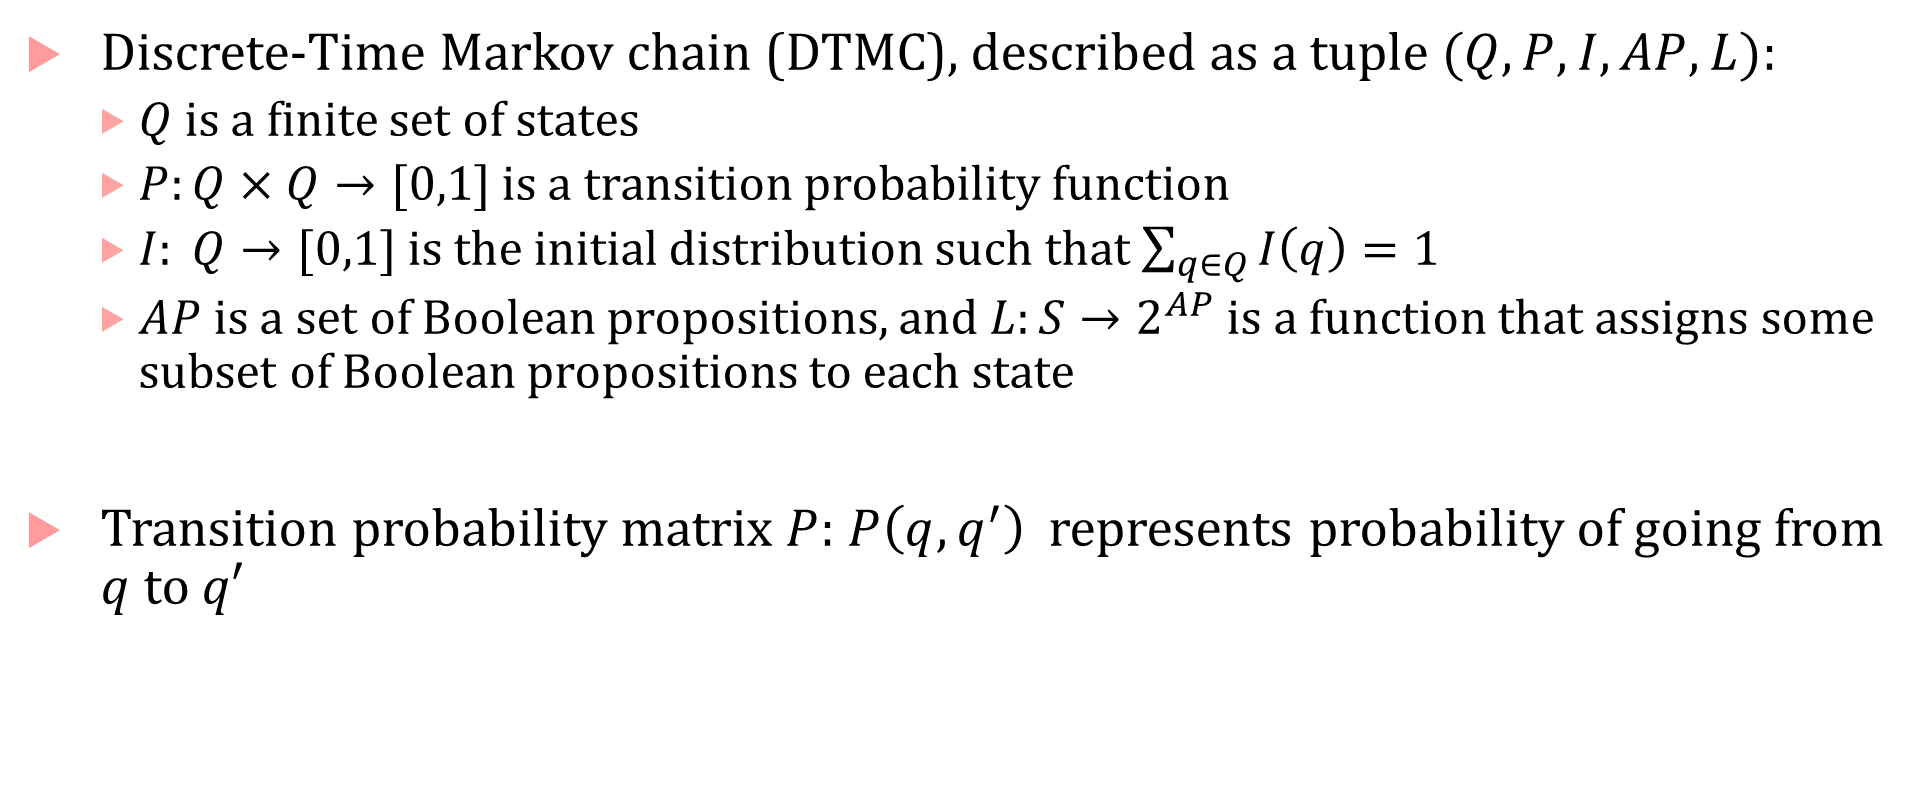 Discrete-Time Markov chain (DTMC), described as a tuple (𝑄, 𝑃, 𝐼, 𝐴𝑃, 𝐿):
𝑄 is a finite set of states
𝑃: 𝑄 × 𝑄 → [0,1] is a transition probability function
𝐼: 𝑄 → [0,1] is the initial distribution such that ∑_{𝑞∈𝑄} 𝐼(𝑞) = 1
𝐴𝑃 is a set of Boolean propositions, and 𝐿: 𝑆 → 2^{𝐴𝑃} is a function that assigns some
subset of Boolean propositions to each state
Transition probability matrix 𝑃: 𝑃(𝑞, 𝑞′) represents probability of going from
𝑞 to 𝑞′